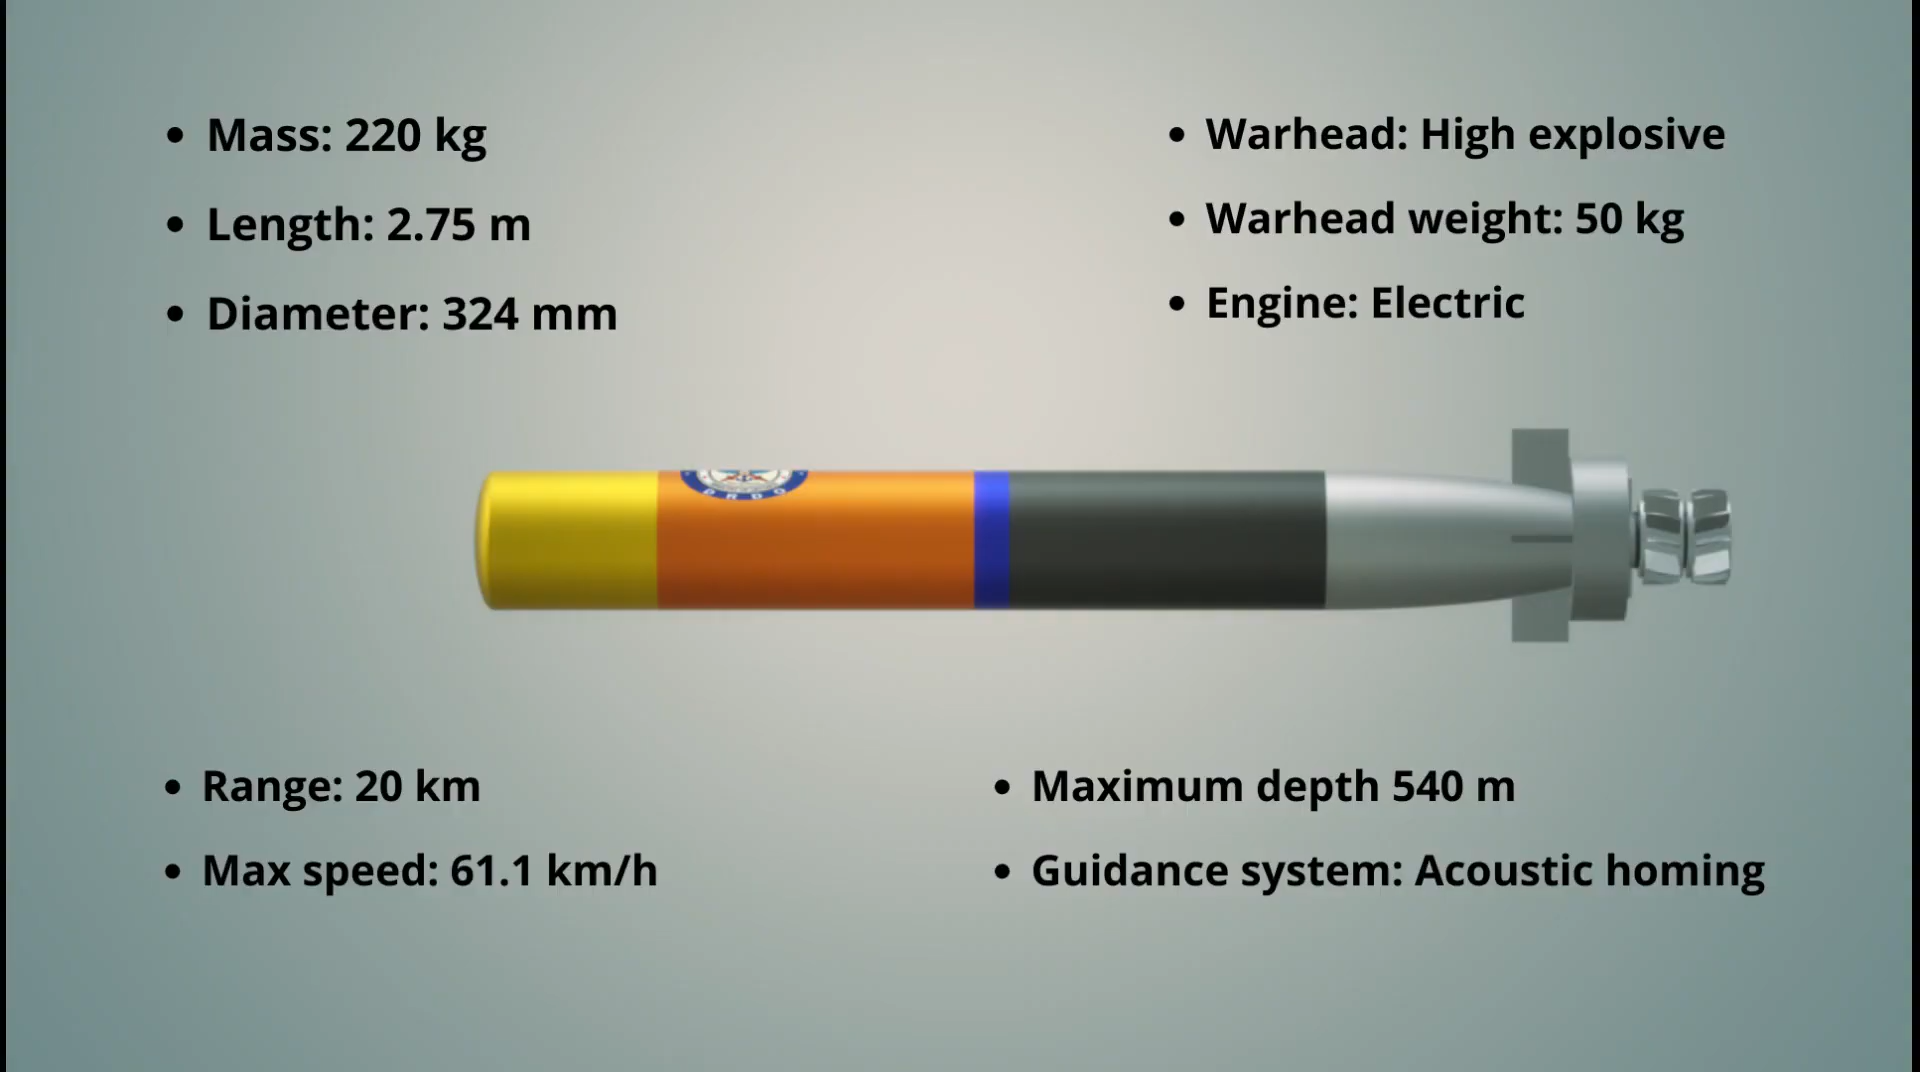 Mass: 220 kg
Length: 2.75 m
Diameter: 324 mm
Warhead: High explosive
Warhead weight: 50 kg
Engine: Electric
DRDO
Range: 20 km
Max speed: 61.1 km/h
Maximum depth 540 m
Guidance system: Acoustic homing